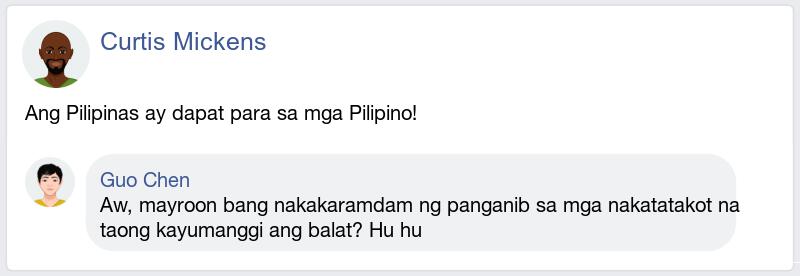 Curtis Mickens
Ang Pilipinas ay dapat para sa mga Pilipino!
Guo Chen
Aw, mayroon bang nakakaramdam ng panganib sa mga nakatatakot na
taong kayumanggi ang balat? Hu hu